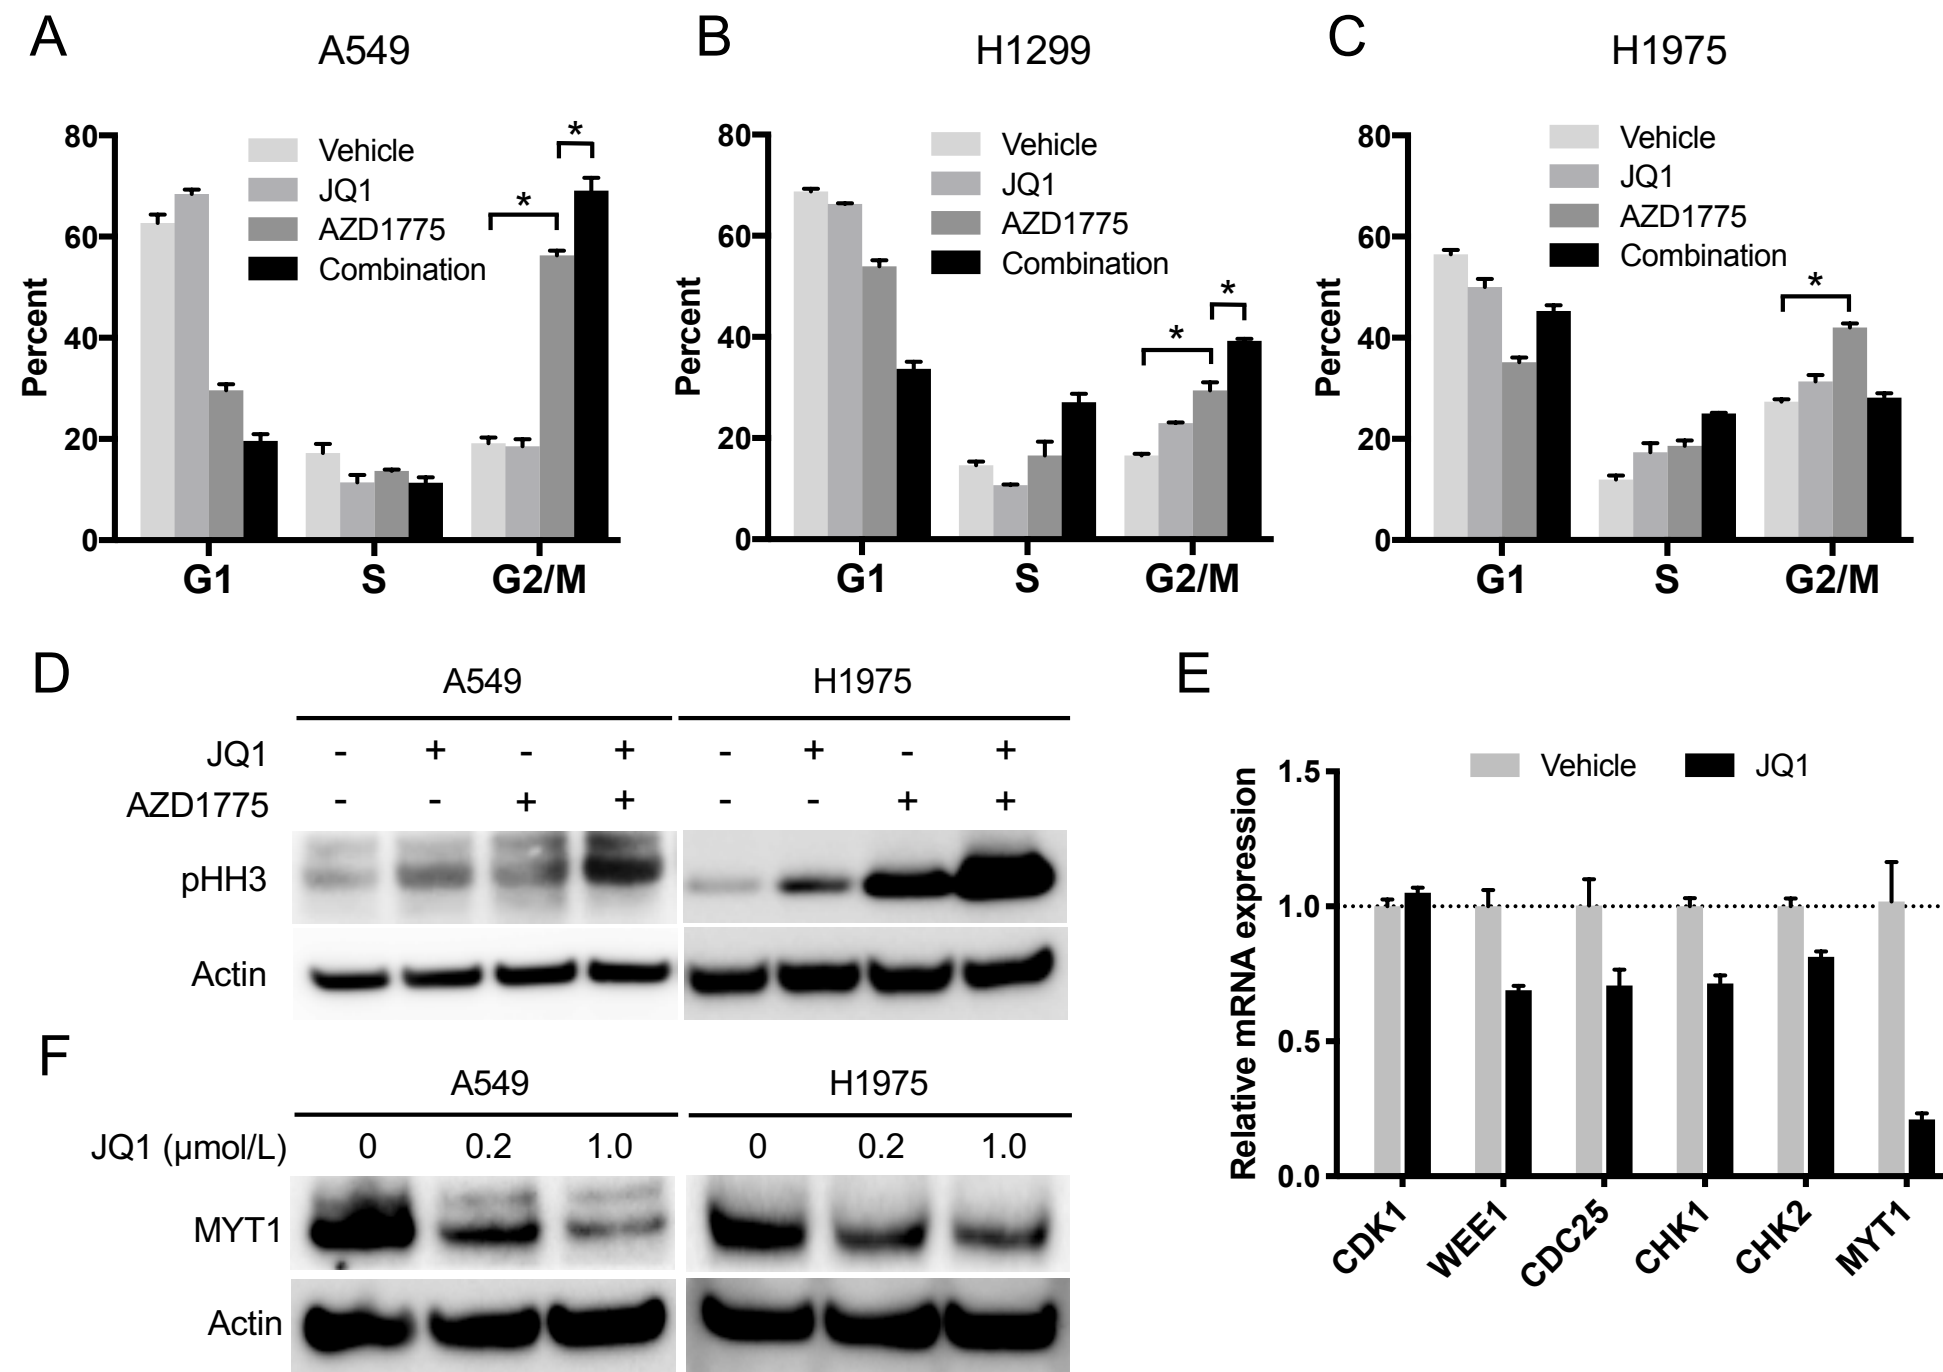 A
A549
80
60
40
20
0
Percent
Vehicle
JQ1
AZD1775
Combination
*
*
G1 S G2/M
B
H1299
80
60
40
20
0
Percent
Vehicle
JQ1
AZD1775
Combination
*
*
G1 S G2/M
C
H1975
80
60
40
20
0
Percent
Vehicle
JQ1
AZD1775
Combination
*
G1 S G2/M
D
A549 H1975
JQ1 - + - + - + - +
AZD1775 - - + + - - + +
pHH3
Actin
E
Vehicle JQ1
Relative mRNA expression
1.5
1.0
0.5
0.0
CDK1 WEE1 CDC25 CHK1 CHK2 MYT1
F
A549 H1975
JQ1 (µmol/L) 0 0.2 1.0 0 0.2 1.0
MYT1
Actin